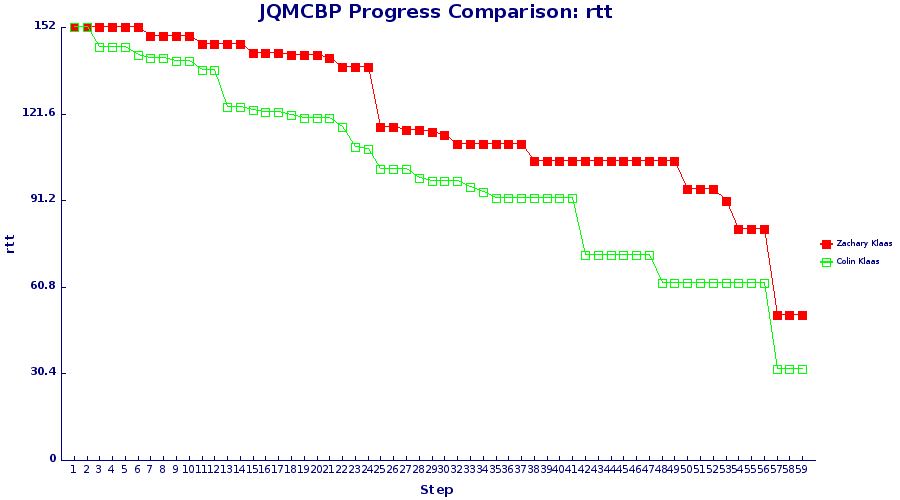 JQMCBP Progress Comparison: rtt
152
121.6
91.2
60.8
30.4
0
rtt
1 2 3 4 5 6 7 8 9 10 11 12 13 14 15 16 17 18 19 20 21 22 23 24 25 26 27 28 29 30 31 32 33 34 35 36 37 38 39 40 41 42 43 44 45 46 47 48 49 50 51 52 53 54 55 56 57 58 59
Step
Zachary Klaas
Colin Klaas